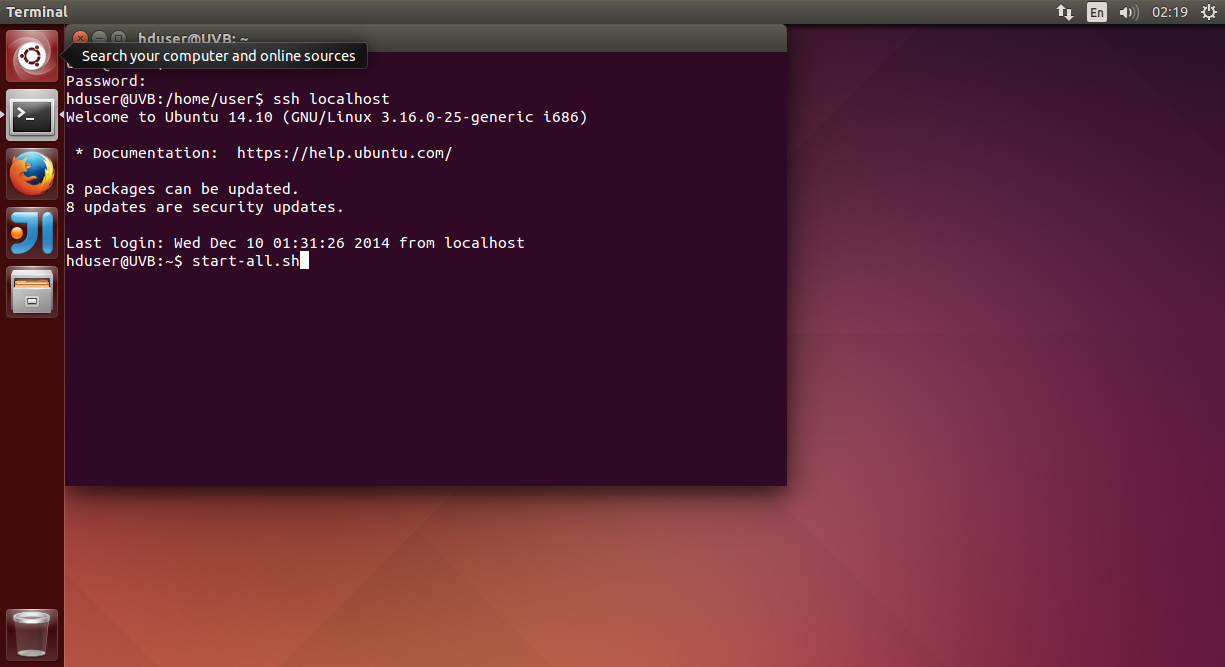 Terminal
En
02:19
hduser@UVB: ~
Search your computer and online sources
Password:
hduser@UVB:/home/user$ ssh localhost
Welcome to Ubuntu 14.10 (GNU/Linux 3.16.0-25-generic i686)
* Documentation:  https://help.ubuntu.com/
8 packages can be updated.
8 updates are security updates.
Last login: Wed Dec 10 01:31:26 2014 from localhost
hduser@UVB:~$ start-all.sh